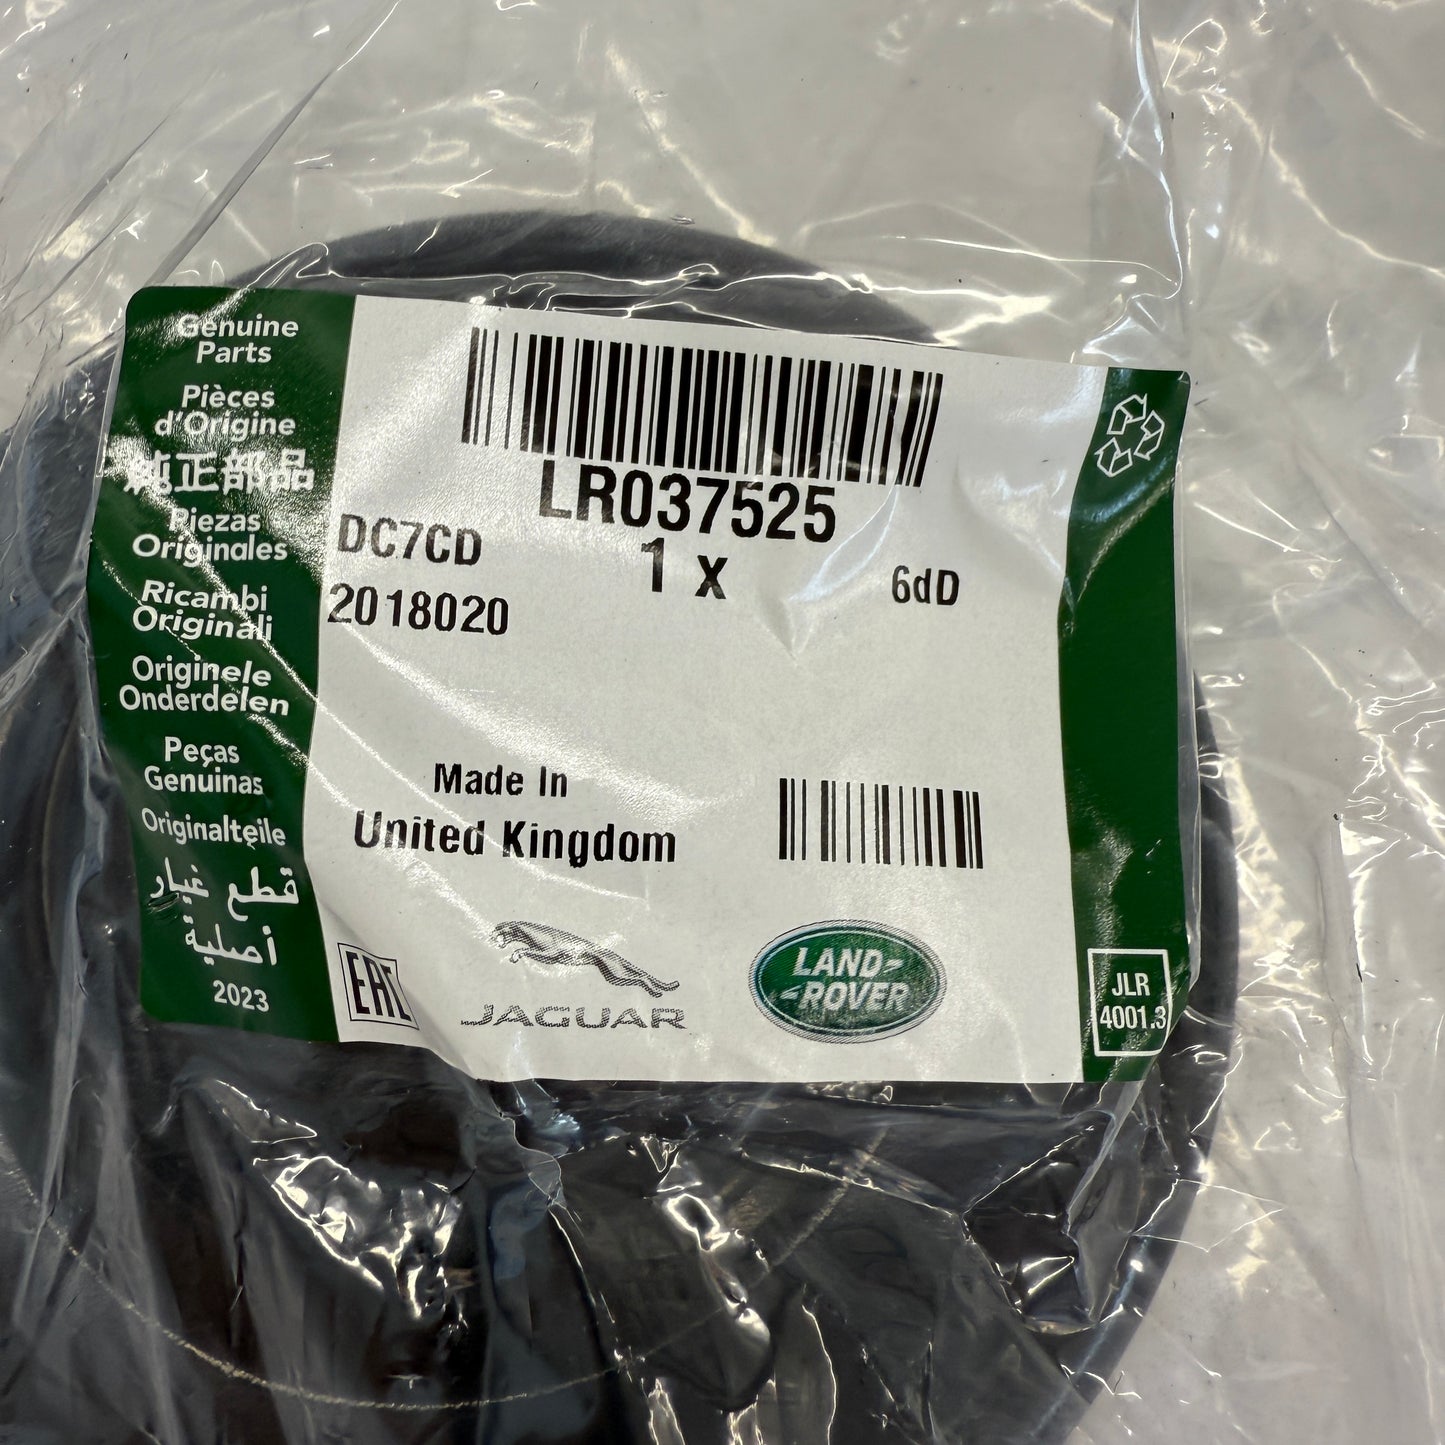 Genuine
Parts
Pièces
d'Origine
純正部品
Piezas
Originales
Ricambi
Originali
Originele
Onderdelen
Peças
Genuinas
Originalteile
قطع غيار
أصلية
2023
LR037525
DC7CD
1 x
6dD
2018020
Made In
United Kingdom
EAC
JAGUAR
LAND-
-ROVER
JLR
4001.3